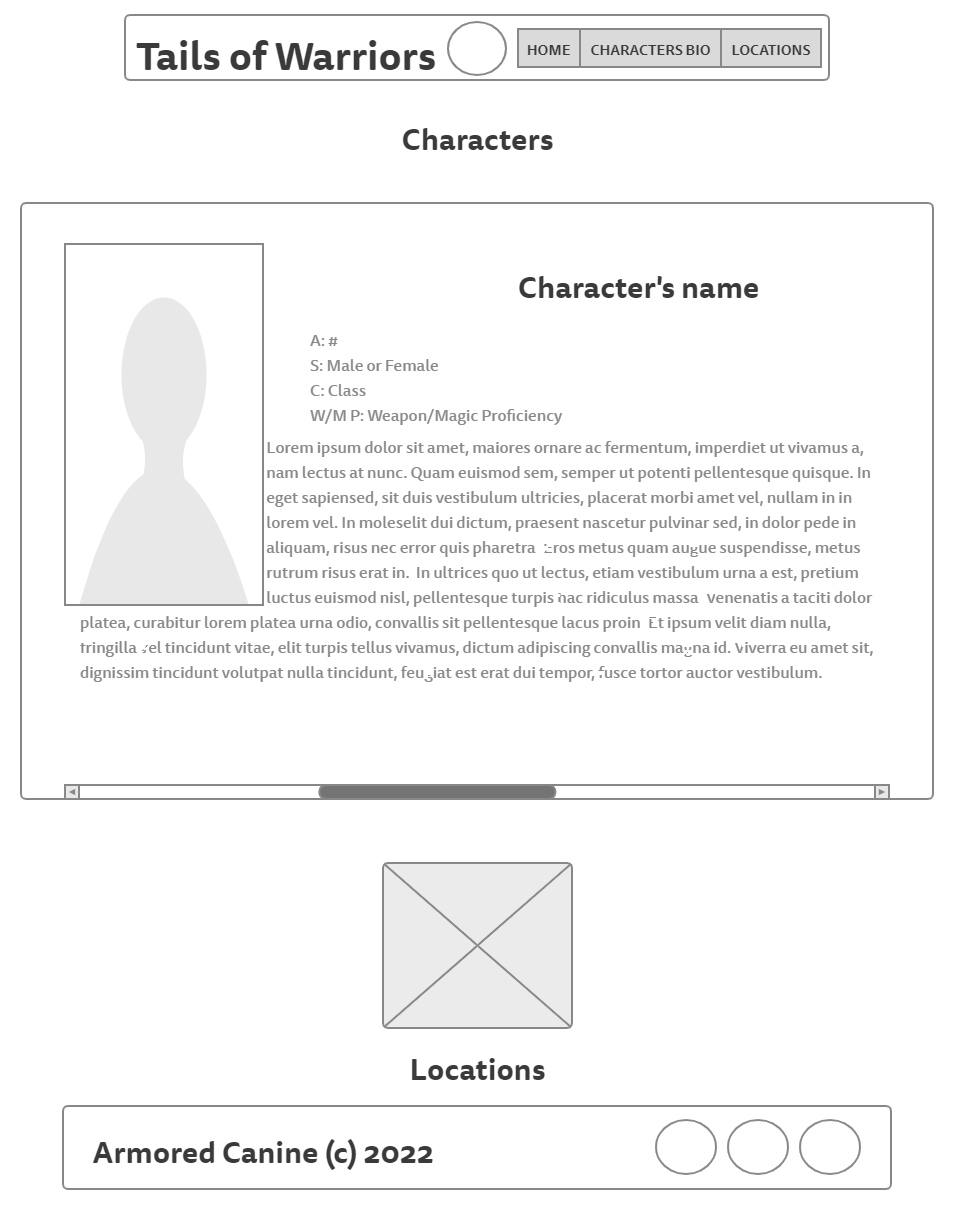 Tails of Warriors
HOME
CHARACTERS BIO
LOCATIONS
Characters
Character's name
A: #
S: Male or Female
C: Class
W/M P: Weapon/Magic Proficiency
Lorem ipsum dolor sit amet, maiores ornare ac fermentum, imperdiet ut vivamus a,
nam lectus at nunc. Quam euismod sem, semper ut potenti pellentesque quisque. In
eget sapiensed, sit duis vestibulum ultricies, placerat morbi amet vel, nullam in in
lorem vel. In moleselit dui dictum, praesent nascetur pulvinar sed, in dolor pede in
aliquam, risus nec error quis pharetra Eros metus quam augue suspendisse, metus
rutrum risus erat in. In ultrices quo ut lectus, etiam vestibulum urna a est, pretium
luctus euismod nisl, pellentesque turpis hac ridiculus massa Venenatis a taciti dolor
platea, curabitur lorem platea urna odio, convallis sit pellentesque lacus proin Et ipsum velit diam nulla,
fringilla vel tincidunt vitae, elit turpis tellus vivamus, dictum adipiscing convallis magna id. Viverra eu amet sit,
dignissim tincidunt volutpat nulla tincidunt, feugiat est erat dui tempor, fusce tortor auctor vestibulum.
Locations
Armored Canine (c) 2022